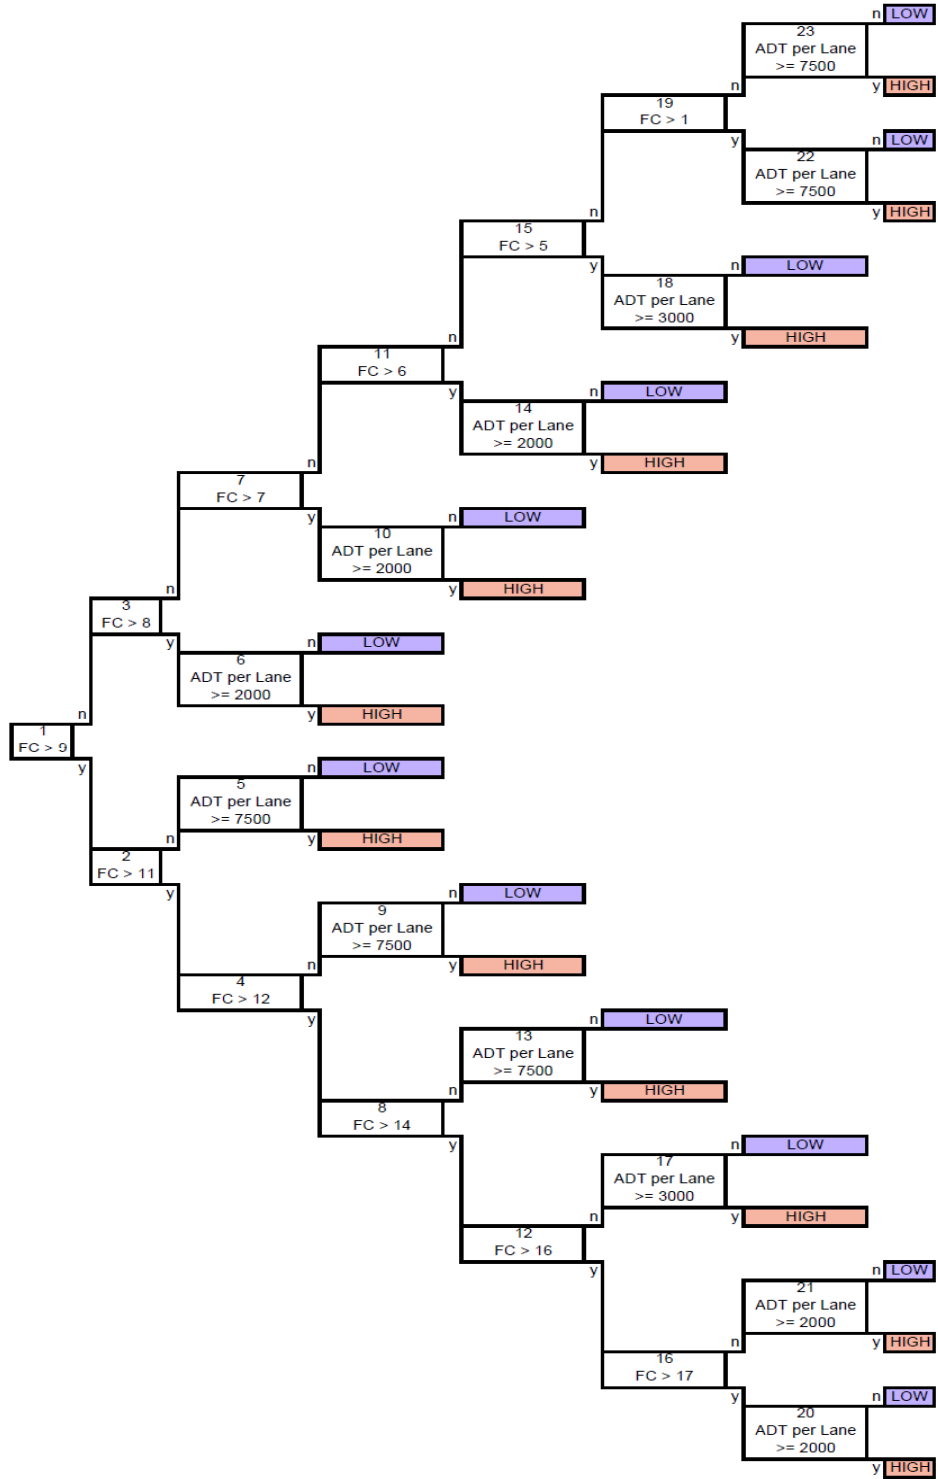 n LOW
23
ADT per Lane
>= 7500
n
y HIGH
19
FC > 1
n LOW
y
22
ADT per Lane
>= 7500
n
y HIGH
15
FC > 5
n LOW
y
18
ADT per Lane
>= 3000
n
y HIGH
11
FC > 6
n LOW
y
14
ADT per Lane
>= 2000
n
y HIGH
7
FC > 7
n LOW
y
10
ADT per Lane
>= 2000
n
y HIGH
3
FC > 8
n LOW
y
6
ADT per Lane
>= 2000
n
y HIGH
1
FC > 9
n LOW
y
5
ADT per Lane
>= 7500
n
y HIGH
2
FC > 11
n LOW
y
9
ADT per Lane
>= 7500
n
y HIGH
4
FC > 12
n LOW
y
13
ADT per Lane
>= 7500
n
y HIGH
8
FC > 14
n LOW
y
17
ADT per Lane
>= 3000
n
y HIGH
12
FC > 16
n LOW
y
21
ADT per Lane
>= 2000
n
y HIGH
16
FC > 17
n LOW
y
20
ADT per Lane
>= 2000
y HIGH